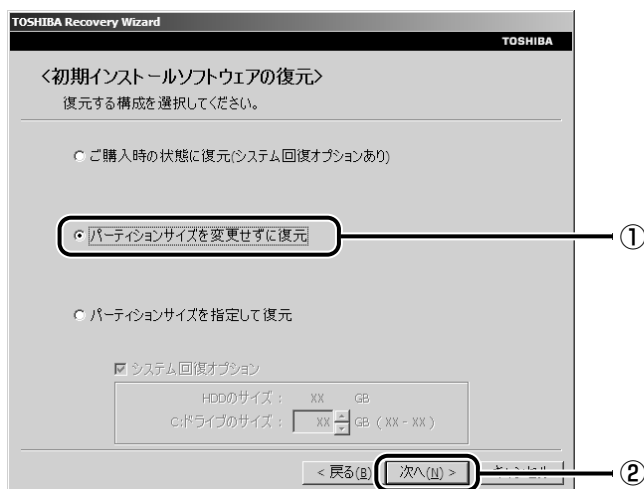 TOSHIBA Recovery Wizard
TOSHIBA
<初期インストールソフトウェアの復元>
復元する構成を選択してください。
ご購入時の状態に復元(システム回復オプションあり)
パーティションサイズを変更せずに復元
①
パーティションサイズを指定して復元
システム回復オプション
HDDのサイズ： XX GB
C:ドライブのサイズ： XX GB ( XX - XX )
< 戻る(B) 次へ(N) >
②